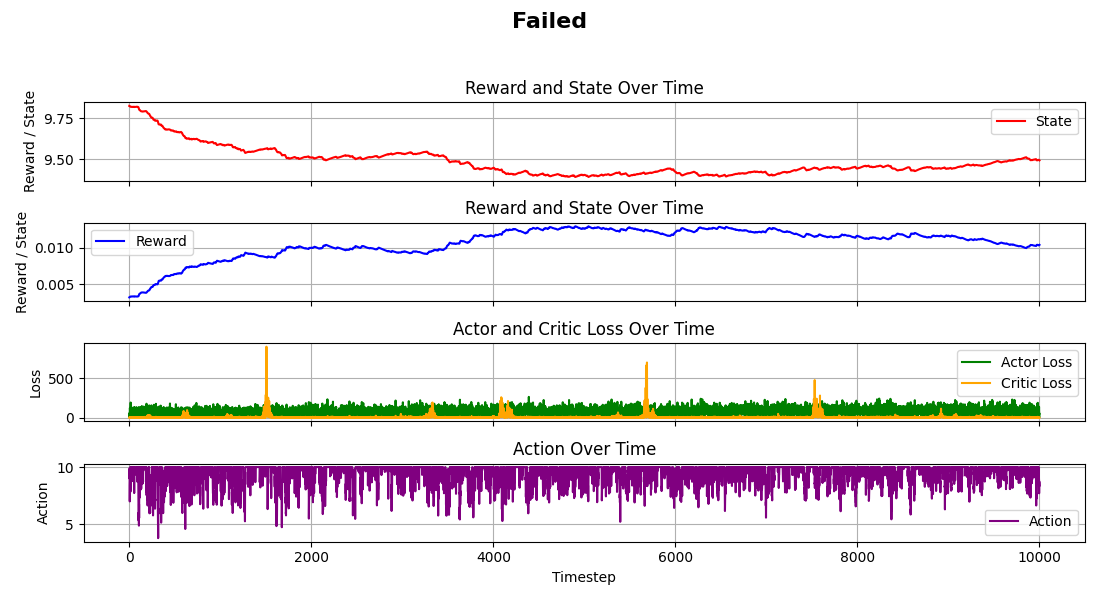 Failed
Reward and State Over Time
Reward / State
9.75
9.50
State
Reward and State Over Time
Reward / State
0.010
0.005
Reward
Actor and Critic Loss Over Time
Loss
500
0
Actor Loss
Critic Loss
Action Over Time
Action
10
5
Action
0 2000 4000 6000 8000 10000
Timestep